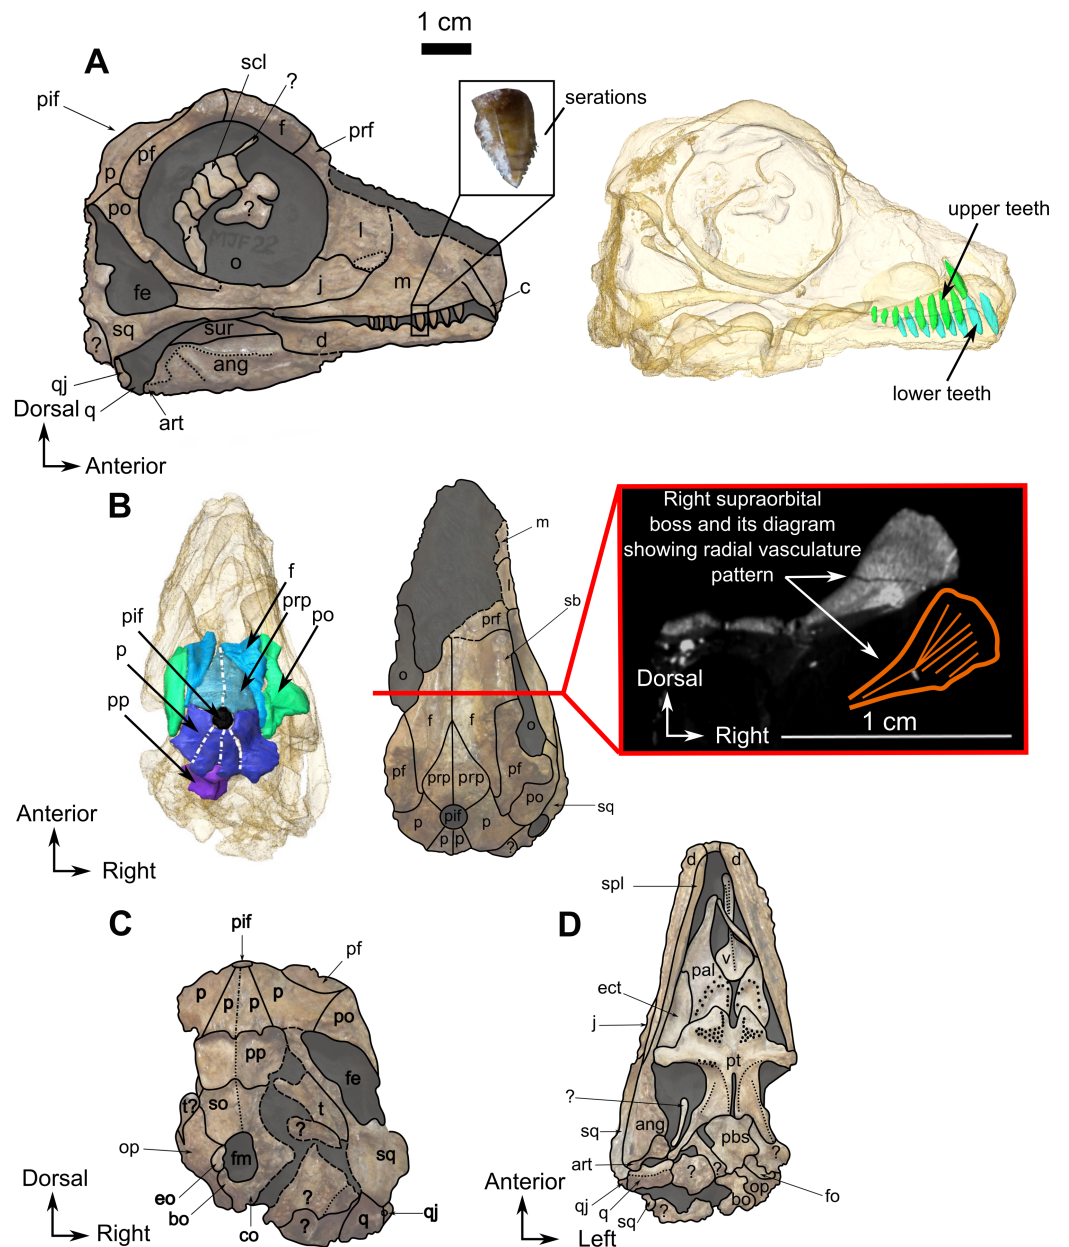 1 cm
A
scl
?
pif
f
prf
serations
pf
p
po
?
l
upper teeth
MJF 22
o
j
m
c
fe
sq
sur
d
?
ang
qj
lower teeth
Dorsal
q
art
Anterior
B
Right supraorbital
boss and its diagram
showing radial vasculature
pattern
m
f
l
prp
sb
pif
po
prf
p
o
Dorsal
pp
f
f
o
1 cm
Right
pf
prp
prp
pf
po
sq
Anterior
p
pif
p
p
p
?
Right
d
d
spl
C
pif
D
pf
v
pal
p
p
p
p
ect
po
j
pp
pt
fe
?
t?
so
t
ang
pbs
?
sq
op
fm
sq
art
?
?
?
Dorsal
?
Anterior
op
eo
qj
q
bo
fo
bo
?
q
qj
sq
?
co
Right
Left